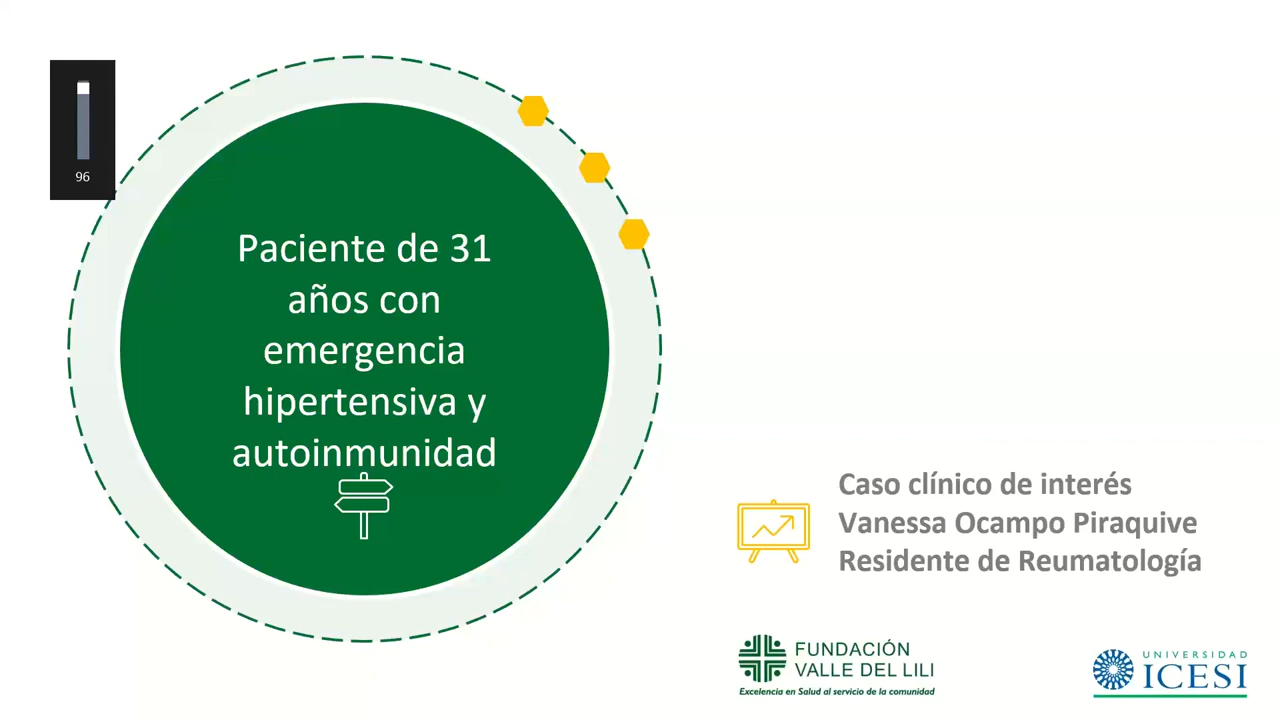 96
Paciente de 31
años con
emergencia
hipertensiva y
autoinmunidad
Caso clínico de interés
Vanessa Ocampo Piraquive
Residente de Reumatología
FUNDACIÓN
VALLE DEL LILI
Excelencia en Salud al servicio de la comunidad
UNIVERSIDAD
ICESI